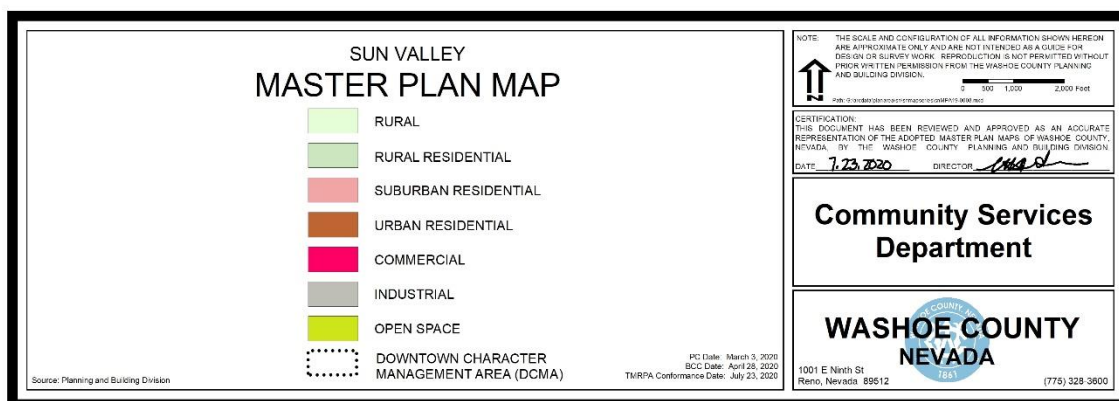 SUN VALLEY
MASTER PLAN MAP
RURAL
RURAL RESIDENTIAL
SUBURBAN RESIDENTIAL
URBAN RESIDENTIAL
COMMERCIAL
INDUSTRIAL
OPEN SPACE
DOWNTOWN CHARACTER
MANAGEMENT AREA (DCMA)
Source: Planning and Building Division
PC Date: March 3, 2020
BCC Date: April 28, 2020
TMRPA Conformance Date: July 23, 2020
NOTE: THE SCALE AND CONFIGURATION OF ALL INFORMATION SHOWN HEREON
ARE APPROXIMATE ONLY AND ARE NOT INTENDED AS A GUIDE FOR
DESIGN OR SURVEY WORK. REPRODUCTION IS NOT PERMITTED WITHOUT
PRIOR WRITTEN PERMISSION FROM THE WASHOE COUNTY PLANNING
AND BUILDING DIVISION.
N
0 500 1,000 2,000 Feet
Path:
CERTIFICATION:
THIS DOCUMENT HAS BEEN REVIEWED AND APPROVED AS AN ACCURATE
REPRESENTATION OF THE ADOPTED MASTER PLAN MAPS OF WASHOE COUNTY,
NEVADA, BY THE WASHOE COUNTY PLANNING AND BUILDING DIVISION.
DATE 7.23.2020 DIRECTOR
Community Services
Department
WASHOE COUNTY
NEVADA
1861
1001 E Ninth St
Reno, Nevada 89512
(775) 328-3600